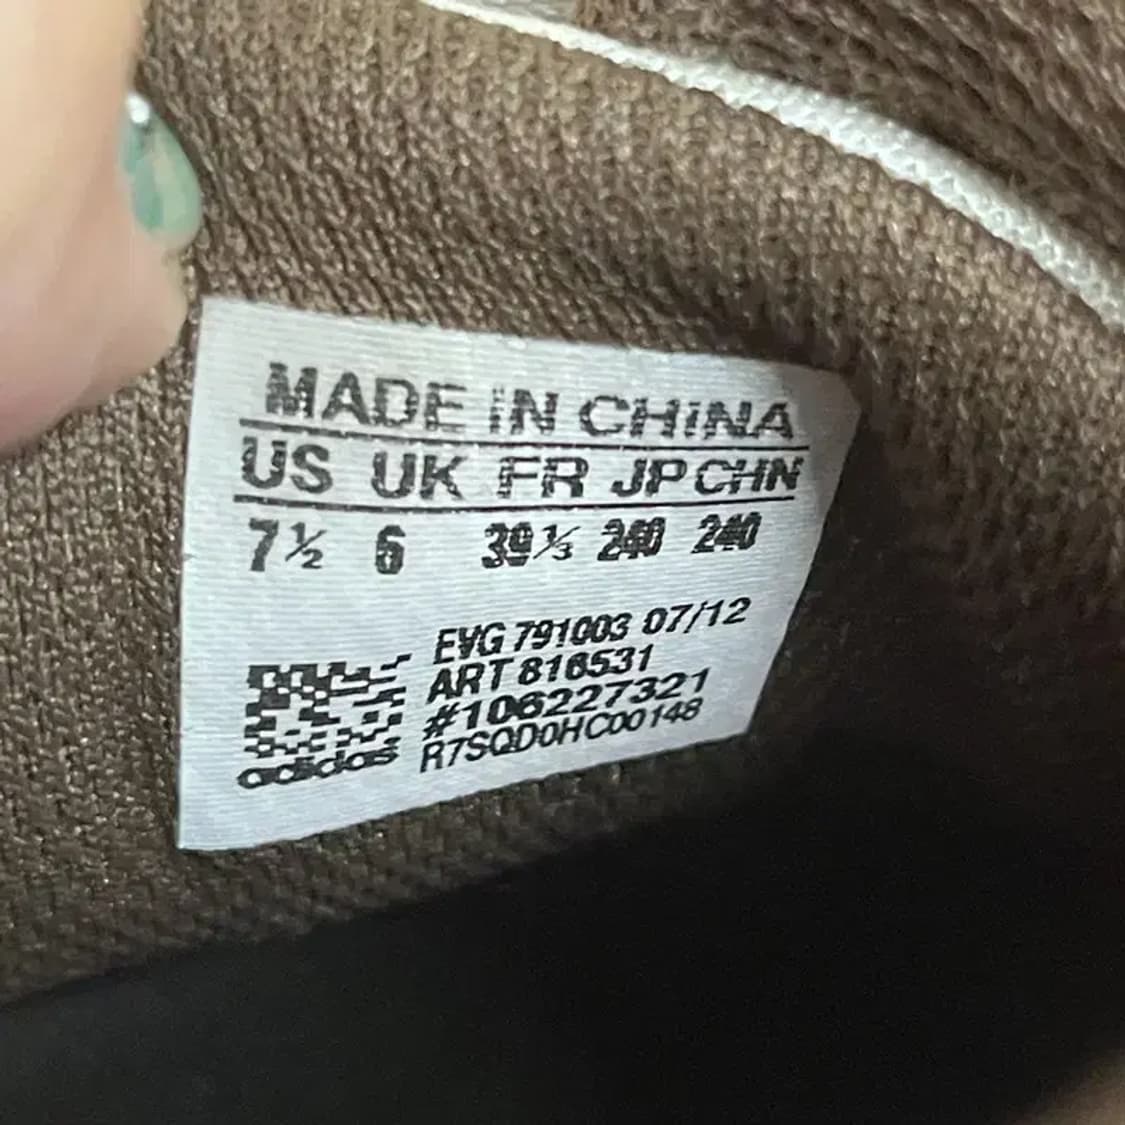 MADE IN CHINA
US UK FR JP CHN
7½ 6 39⅓ 240 240
EVG 791003 07/12
ART 816531
#106227321
R7SQD0HC00148
adidas